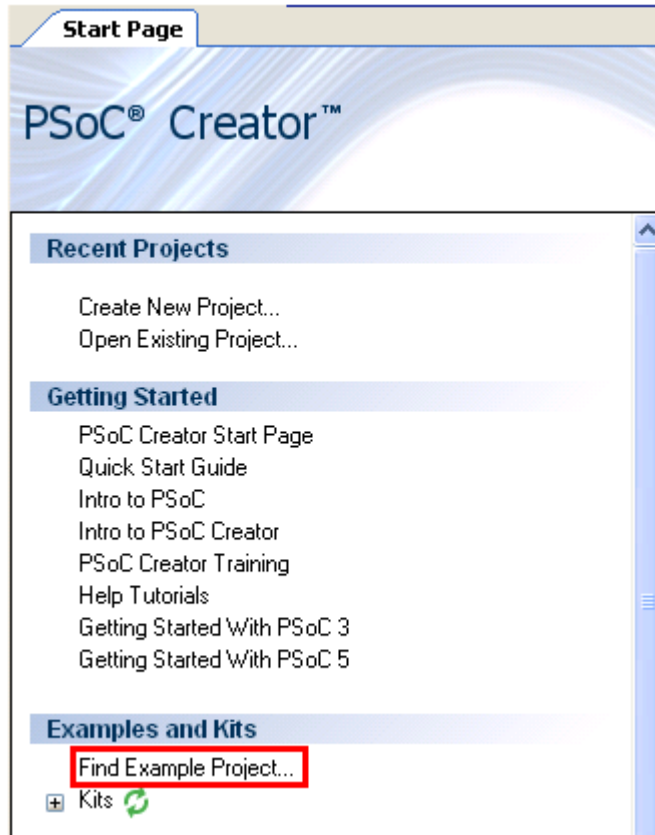 Start Page
PSoC® Creator™
Recent Projects
Create New Project...
Open Existing Project...
Getting Started
PSoC Creator Start Page
Quick Start Guide
Intro to PSoC
Intro to PSoC Creator
PSoC Creator Training
Help Tutorials
Getting Started With PSoC 3
Getting Started With PSoC 5
Examples and Kits
Find Example Project...
Kits